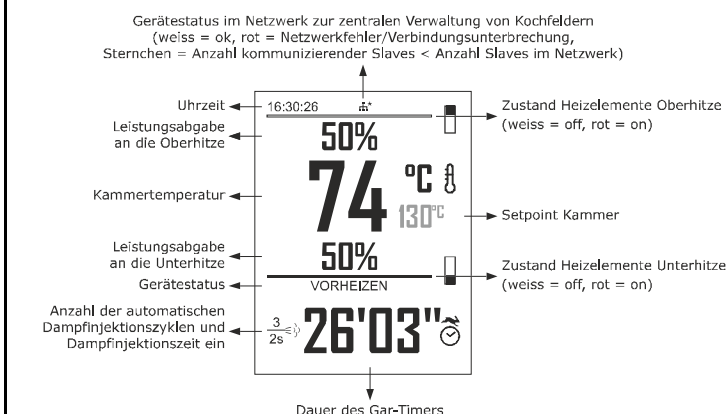 Gerätestatus im Netzwerk zur zentralen Verwaltung von Kochfeldern
(weiss = ok, rot = Netzwerkfehler/Verbindungsunterbrechung,
Sternchen = Anzahl kommunizierender Slaves < Anzahl Slaves im Netzwerk)
Uhrzeit
16:30:26
Zustand Heizelemente Oberhitze
(weiss = off, rot = on)
Leistungsabgabe
an die Oberhitze
50%
Kammertemperatur
74 °C
130°C
Setpoint Kammer
Leistungsabgabe
an die Unterhitze
50%
Zustand Heizelemente Unterhitze
(weiss = off, rot = on)
Gerätestatus
VORHEIZEN
Anzahl der automatischen
Dampfinjektionszyklen und
Dampfinjektionszeit ein
3
2s
26'03"
Dauer des Gar-Timers